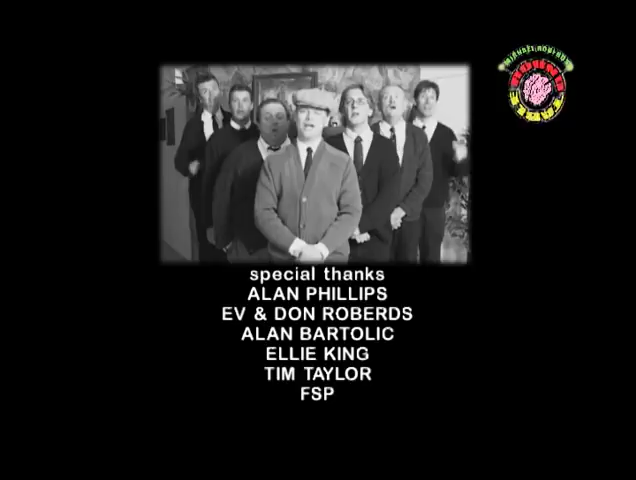 special thanks
ALAN PHILLIPS
EV & DON ROBERDS
ALAN BARTOLIC
ELLIE KING
TIM TAYLOR
FSP